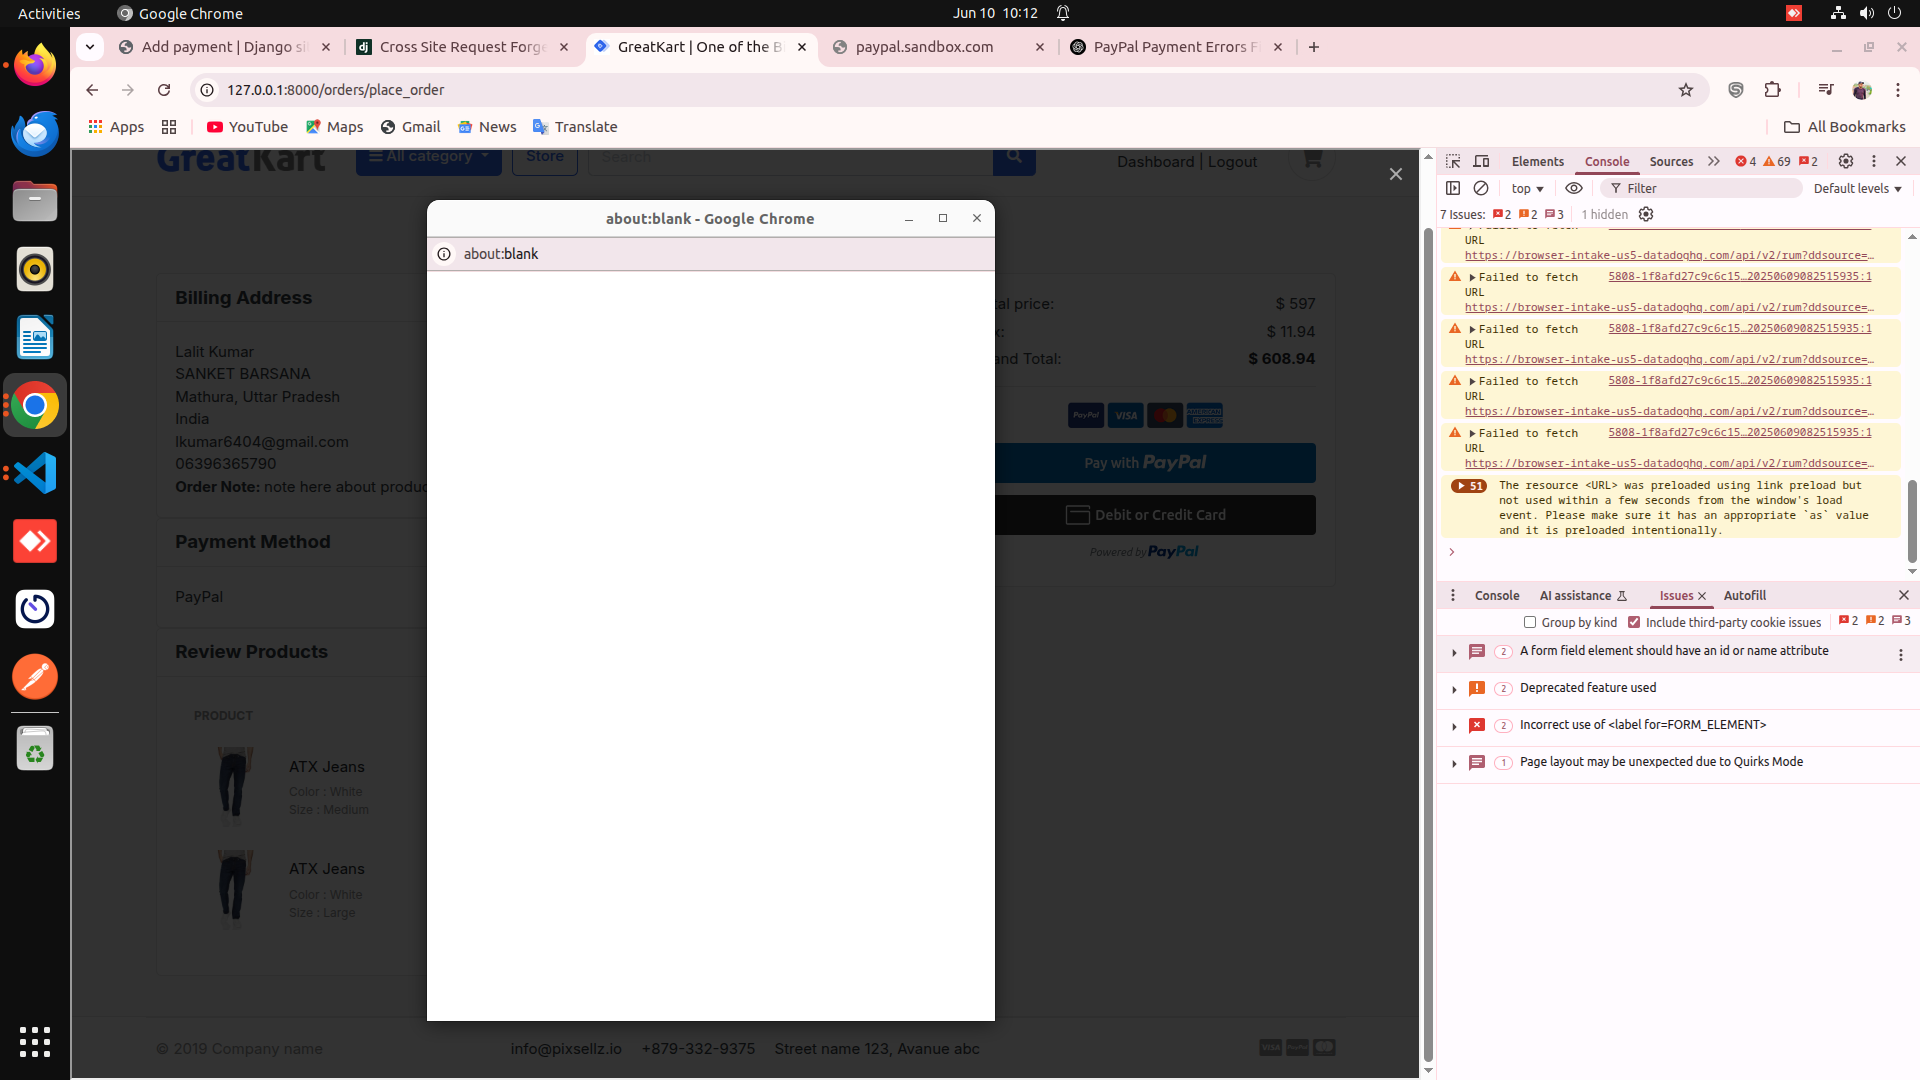 Activities
Google Chrome
Jun 10 10:12
Add payment | Django si
Cross Site Request Forge
GreatKart | One of the B
paypal.sandbox.com
PayPal Payment Errors F
127.0.0.1:8000/orders/place_order
Apps
YouTube
Maps
Gmail
News
Translate
All Bookmarks
GreatKart
All category
Store
Search
Dashboard | Logout
about:blank - Google Chrome
about:blank
Billing Address
Lalit Kumar
SANKET BARSANA
Mathura, Uttar Pradesh
India
lkumar6404@gmail.com
06396365790
Order Note: note here about produc
Payment Method
PayPal
Review Products
PRODUCT
ATX Jeans
Color : White
Size : Medium
ATX Jeans
Color : White
Size : Large
tal price: $ 597
x: $ 11.94
and Total: $ 608.94
PayPal VISA
Pay with PayPal
Debit or Credit Card
Powered by PayPal
© 2019 Company name
info@pixsellz.io
+879-332-9375
Street name 123, Avanue abc
Elements
Console
Sources
4 69 2
top
Filter
Default levels
7 Issues: 2 2 3
1 hidden
URL
https://browser-intake-us5-datadoghq.com/api/v2/rum?ddsource=…
Failed to fetch 5808-1f8afd27c9c6c15…202506090825​15935:1
URL
https://browser-intake-us5-datadoghq.com/api/v2/rum?ddsource=…
Failed to fetch 5808-1f8afd27c9c6c15…20250609082515935:1
URL
https://browser-intake-us5-datadoghq.com/api/v2/rum?ddsource=…
Failed to fetch 5808-1f8afd27c9c6c15…20250609082515935:1
URL
https://browser-intake-us5-datadoghq.com/api/v2/rum?ddsource=…
Failed to fetch 5808-1f8afd27c9c6c15…20250609082515935:1
URL
https://browser-intake-us5-datadoghq.com/api/v2/rum?ddsource=…
51 The resource <URL> was preloaded using link preload but
not used within a few seconds from the window's load
event. Please make sure it has an appropriate `as` value
and it is preloaded intentionally.
Console
AI assistance
Issues
Autofill
Group by kind
Include third-party cookie issues
2 2 3
2 A form field element should have an id or name attribute
2 Deprecated feature used
2 Incorrect use of <label for=FORM_ELEMENT>
1 Page layout may be unexpected due to Quirks Mode